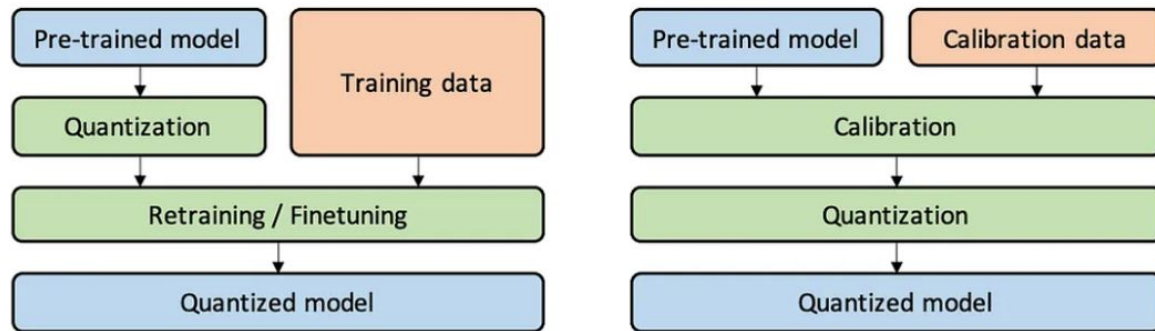 Pre-trained model
Training data
Quantization
Retraining / Finetuning
Quantized model
Pre-trained model
Calibration data
Calibration
Quantization
Quantized model